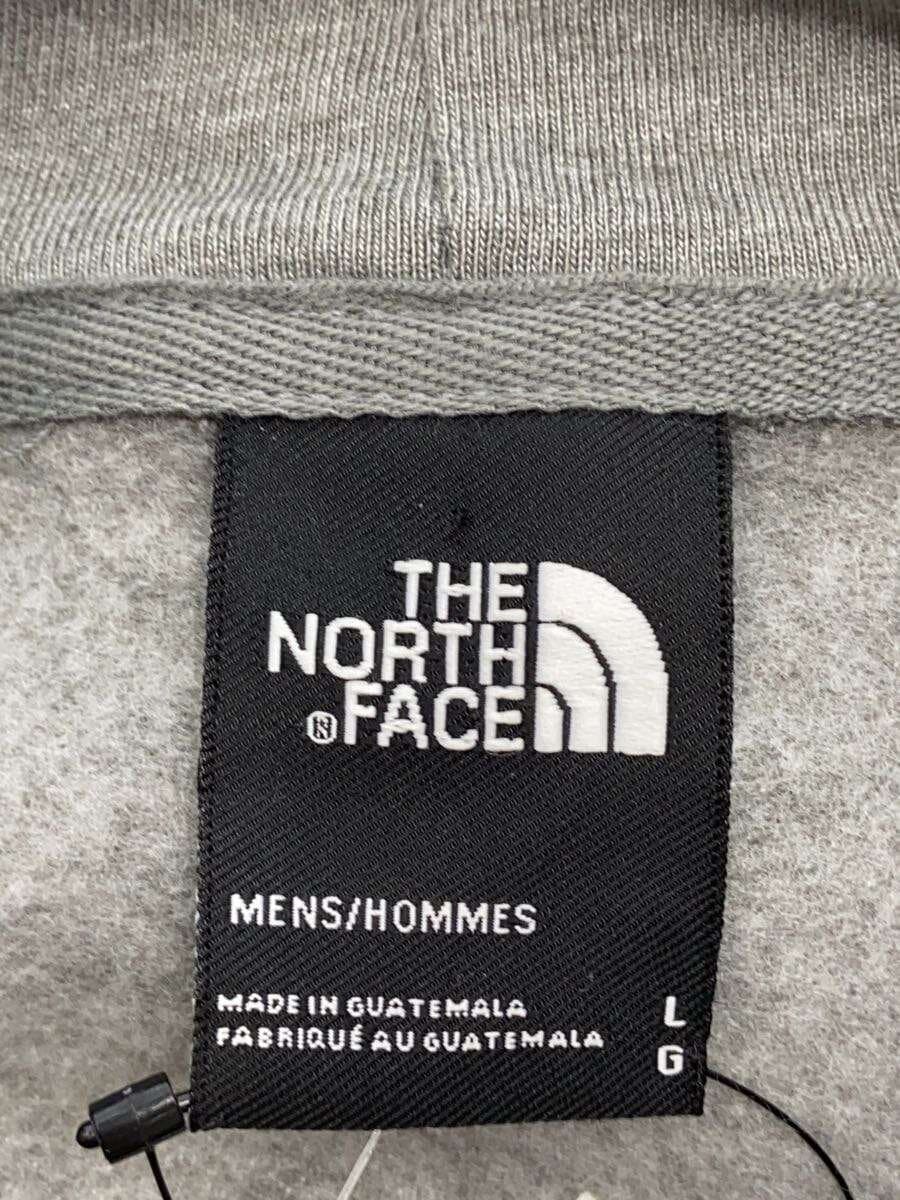 THE
NORTH
®FACE
MENS/HOMMES
MADE IN GUATEMALA
FABRIQUÉ AU GUATEMALA
L
G